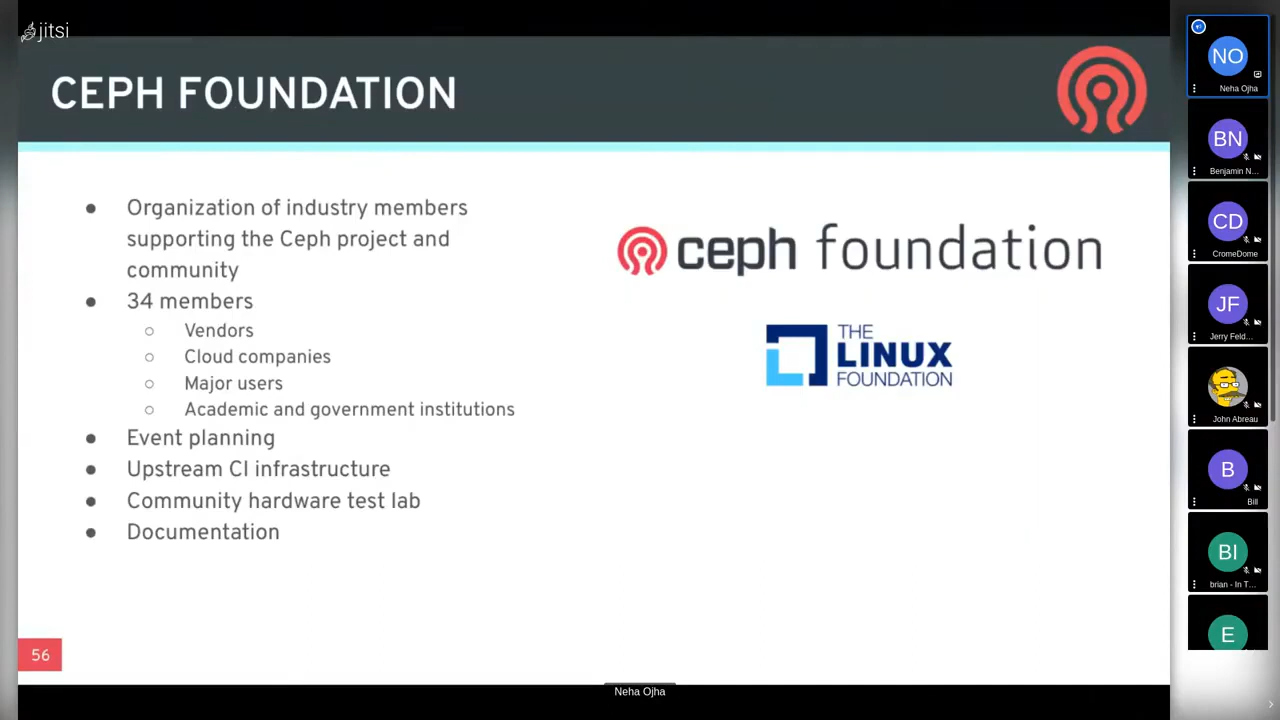 jitsi
CEPH FOUNDATION
● Organization of industry members
supporting the Ceph project and
community
● 34 members
○ Vendors
○ Cloud companies
○ Major users
○ Academic and government institutions
● Event planning
● Upstream CI infrastructure
● Community hardware test lab
● Documentation
ceph foundation
THE
LINUX
FOUNDATION
56
Neha Ojha
NO
Neha Ojha
BN
Benjamin N...
CD
CromeDome
JF
Jerry Feld...
John Abreau
B
Bill
BI
brian - In T...
E